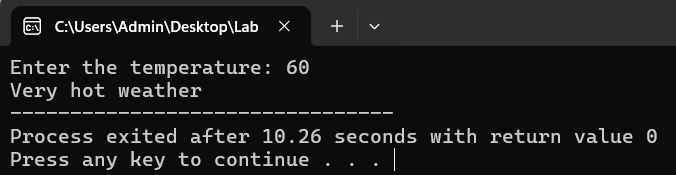 C:\Users\Admin\Desktop\Lab
Enter the temperature: 60
Very hot weather
--------------------------------
Process exited after 10.26 seconds with return value 0
Press any key to continue . . .